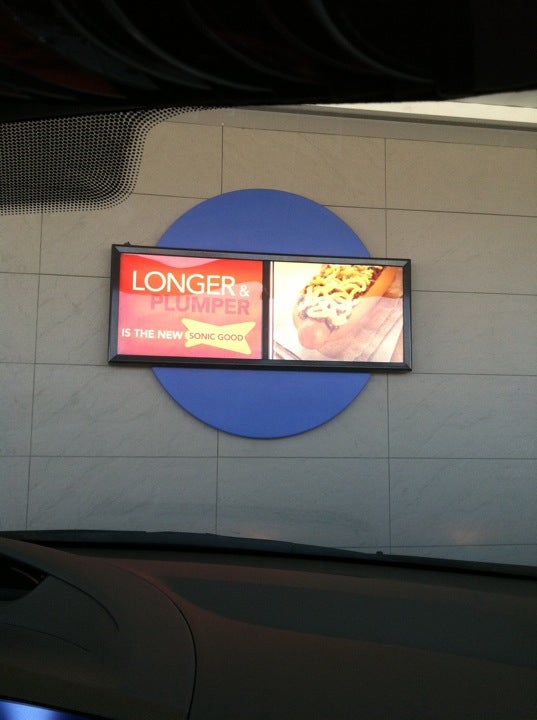 LONGER &
PLUMPER
IS THE NEW SONIC GOOD